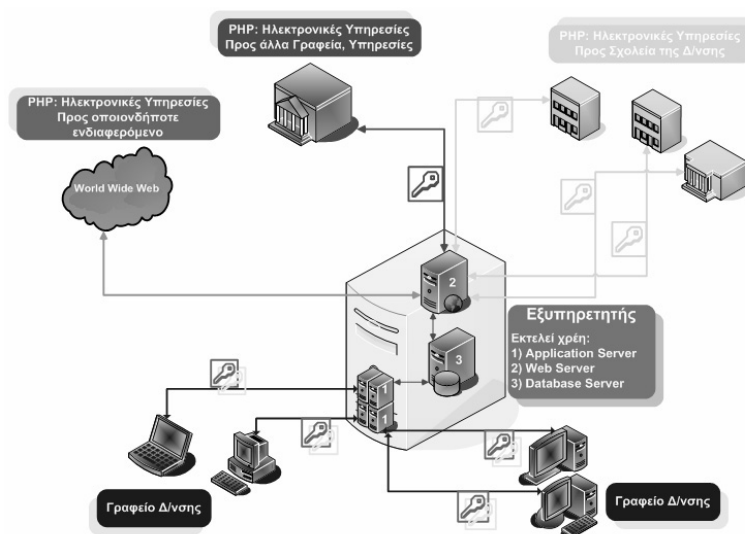 PHP: Ηλεκτρονικές Υπηρεσίες
Προς άλλα Γραφεία, Υπηρεσίες
PHP: Ηλεκτρονικές Υπηρεσίες
Προς Σχολεία της Δ/νσης
PHP: Ηλεκτρονικές Υπηρεσίες
Προς οποιονδήποτε
ενδιαφερόμενο
World Wide Web
2
3
1
1
Εξυπηρετητής
Εκτελεί χρέη:
1) Application Server
2) Web Server
3) Database Server
Γραφείο Δ/νσης
Γραφείο Δ/νσης